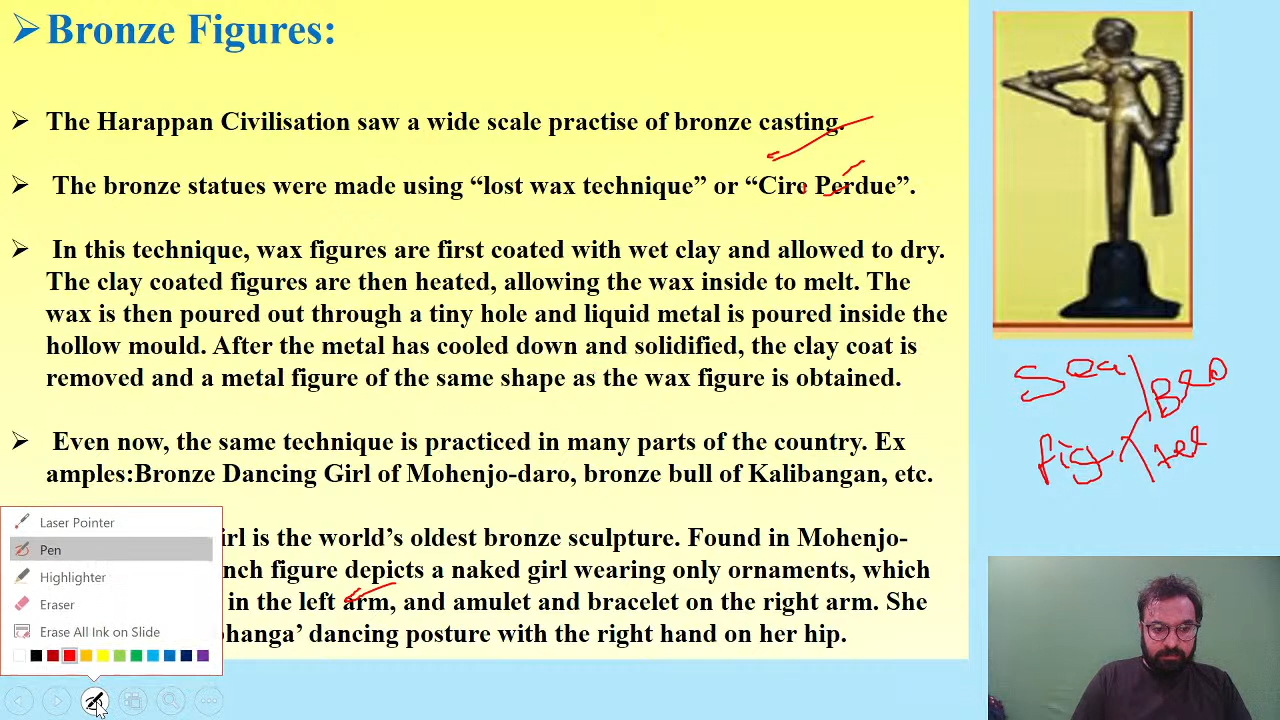 Bronze Figures:
The Harappan Civilisation saw a wide scale practise of bronze casting.
The bronze statues were made using “lost wax technique” or “Cire Perdue”.
In this technique, wax figures are first coated with wet clay and allowed to dry.
The clay coated figures are then heated, allowing the wax inside to melt. The
wax is then poured out through a tiny hole and liquid metal is poured inside the
hollow mould. After the metal has cooled down and solidified, the clay coat is
removed and a metal figure of the same shape as the wax figure is obtained.
Even now, the same technique is practiced in many parts of the country. Ex
amples:Bronze Dancing Girl of Mohenjo-daro, bronze bull of Kalibangan, etc.
irl is the world’s oldest bronze sculpture. Found in Mohenjo-
nch figure depicts a naked girl wearing only ornaments, which
in the left arm, and amulet and bracelet on the right arm. She
bhanga’ dancing posture with the right hand on her hip.
Laser Pointer
Pen
Highlighter
Eraser
Erase All Ink on Slide
Sea
fig